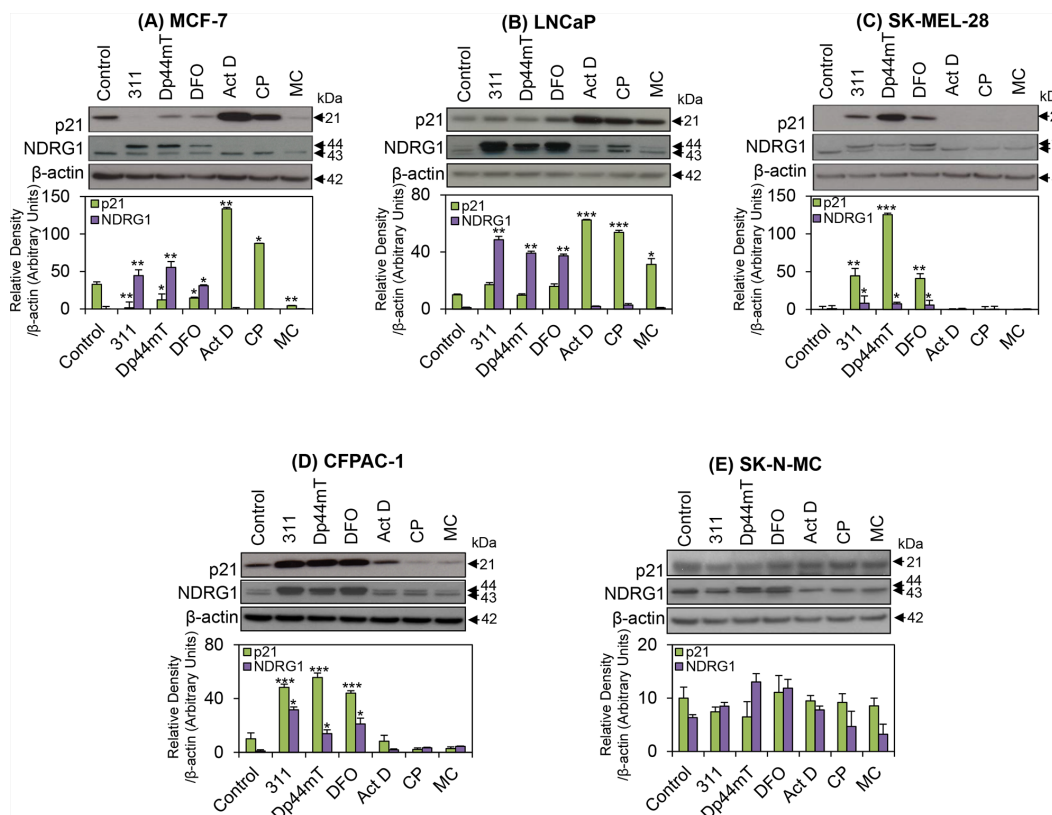 (A) MCF-7
Control 311 Dp44mT DFO Act D CP MC
kDa
p21 21
NDRG1 44
43
β-actin 42
Relative Density
/β-actin (Arbitrary Units)
150
100
50
0
p21
NDRG1
** ** * ** * * ** * **
Control 311 Dp44mT DFO Act D CP MC
(B) LNCaP
Control 311 Dp44mT DFO Act D CP MC
kDa
p21 21
NDRG1 44
43
β-actin 42
Relative Density
/β-actin (Arbitrary Units)
80
60
40
20
0
p21
NDRG1
** ** ** *** *** *
Control 311 Dp44mT DFO Act D CP MC
(C) SK-MEL-28
Control 311 Dp44mT DFO Act D CP MC
p21 2
NDRG1
β-actin
Relative Density
/β-actin (Arbitrary Units)
150
100
50
0
p21
NDRG1
** * *** * ** *
Control 311 Dp44mT DFO Act D CP MC
(D) CFPAC-1
Control 311 Dp44mT DFO Act D CP MC
kDa
p21 21
NDRG1 44
43
β-actin 42
Relative Density
/β-actin (Arbitrary Units)
80
40
0
p21
NDRG1
*** * *** * *** *
Control 311 Dp44mT DFO Act D CP MC
(E) SK-N-MC
Control 311 Dp44mT DFO Act D CP MC
kDa
p21 21
NDRG1 44
43
β-actin 42
Relative Density
/β-actin (Arbitrary Units)
20
10
0
p21
NDRG1
Control 311 Dp44mT DFO Act D CP MC